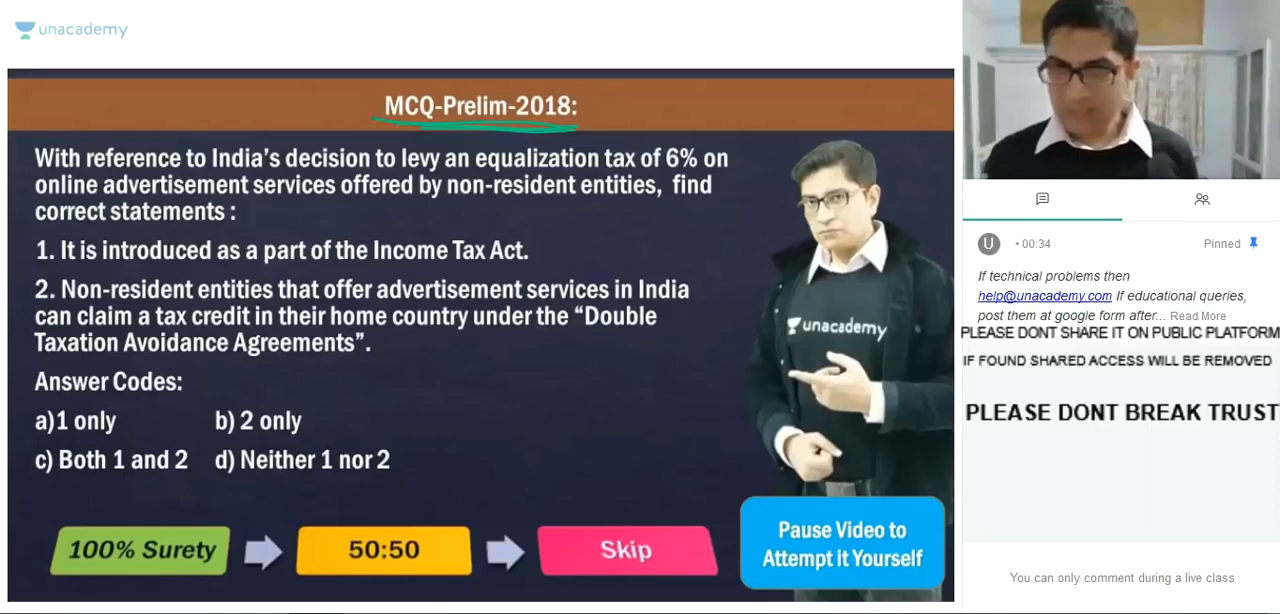 unacademy
MCQ-Prelim-2018:
With reference to India's decision to levy an equalization tax of 6% on
online advertisement services offered by non-resident entities, find
correct statements :
1. It is introduced as a part of the Income Tax Act.
2. Non-resident entities that offer advertisement services in India
can claim a tax credit in their home country under the “Double
Taxation Avoidance Agreements”.
Answer Codes:
a)1 only b) 2 only
c) Both 1 and 2 d) Neither 1 nor 2
unacademy
100% Surety 50:50 Skip
Pause Video to
Attempt it Yourself
U • 00:34 Pinned
If technical problems then
help@unacademy.com If educational queries,
post them at google form after... Read More
PLEASE DONT SHARE IT ON PUBLIC PLATFORM
IF FOUND SHARED ACCESS WILL BE REMOVED
PLEASE DONT BREAK TRUST
You can only comment during a live class